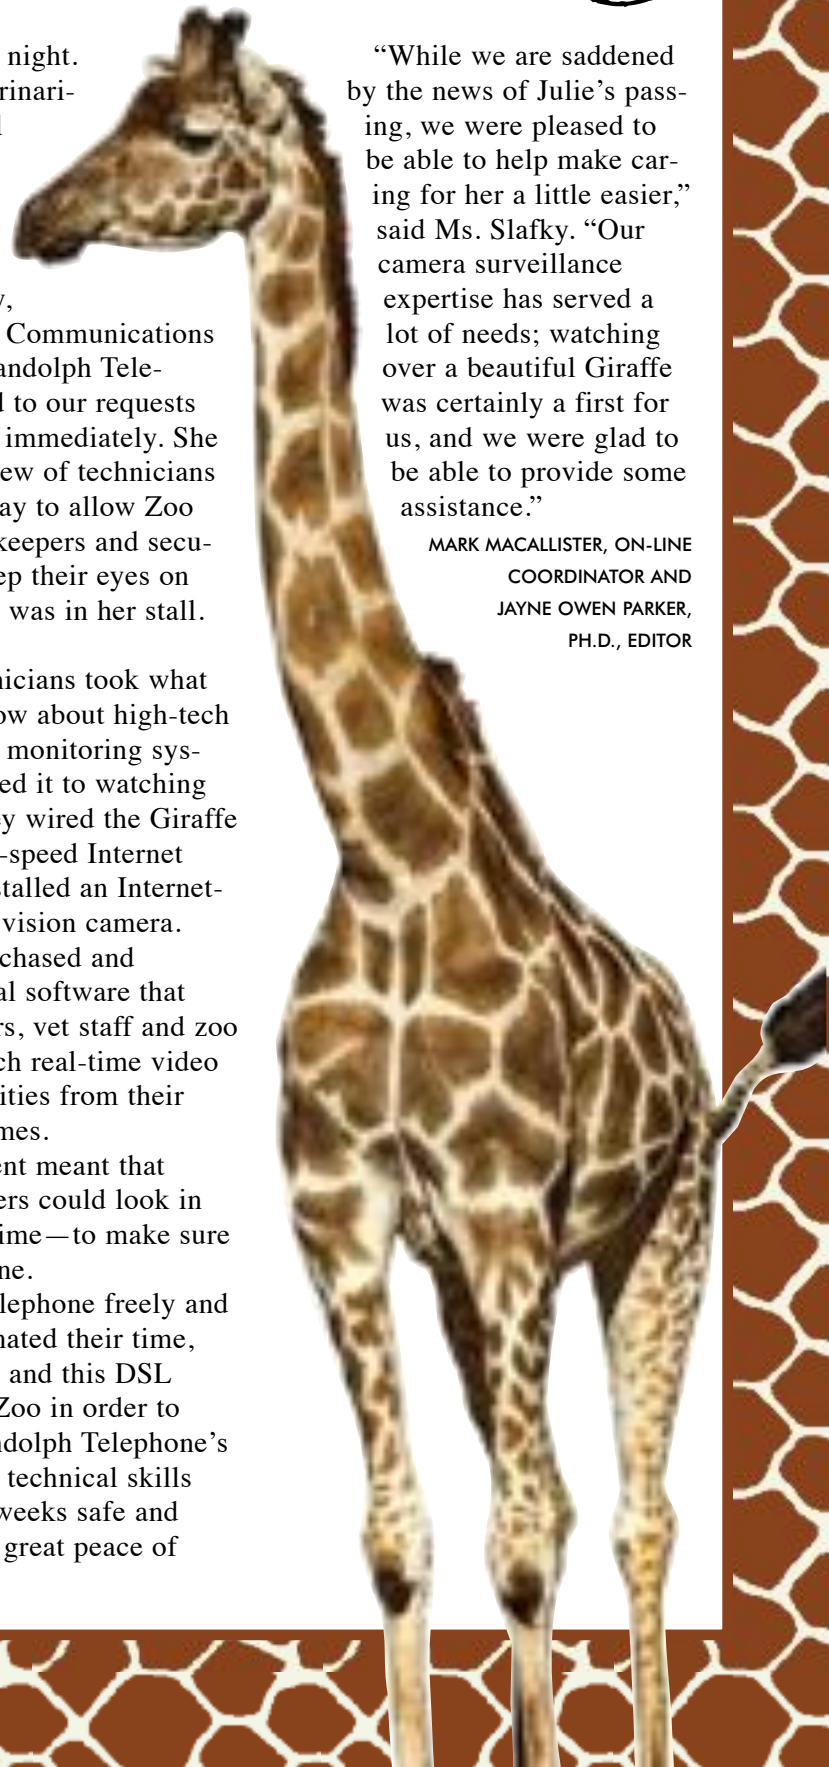 night.
rinari-
l
y,
Communications
andolph Tele-
d to our requests
immediately. She
ew of technicians
ay to allow Zoo
keepers and secu-
ep their eyes on
was in her stall.
nicians took what
ow about high-tech
monitoring sys-
ed it to watching
ey wired the Giraffe
-speed Internet
stalled an Internet-
vision camera.
chased and
al software that
rs, vet staff and zoo
ch real-time video
ities from their
mes.
ent meant that
ers could look in
ime—to make sure
ne.
lephone freely and
nated their time,
and this DSL
Zoo in order to
ndolph Telephone’s
technical skills
weeks safe and
great peace of
“While we are saddened
by the news of Julie’s pass-
ing, we were pleased to
be able to help make car-
ing for her a little easier,”
said Ms. Slafky. “Our
camera surveillance
expertise has served a
lot of needs; watching
over a beautiful Giraffe
was certainly a first for
us, and we were glad to
be able to provide some
assistance.”
MARK MACALLISTER, ON-LINE
COORDINATOR AND
JAYNE OWEN PARKER,
PH.D., EDITOR